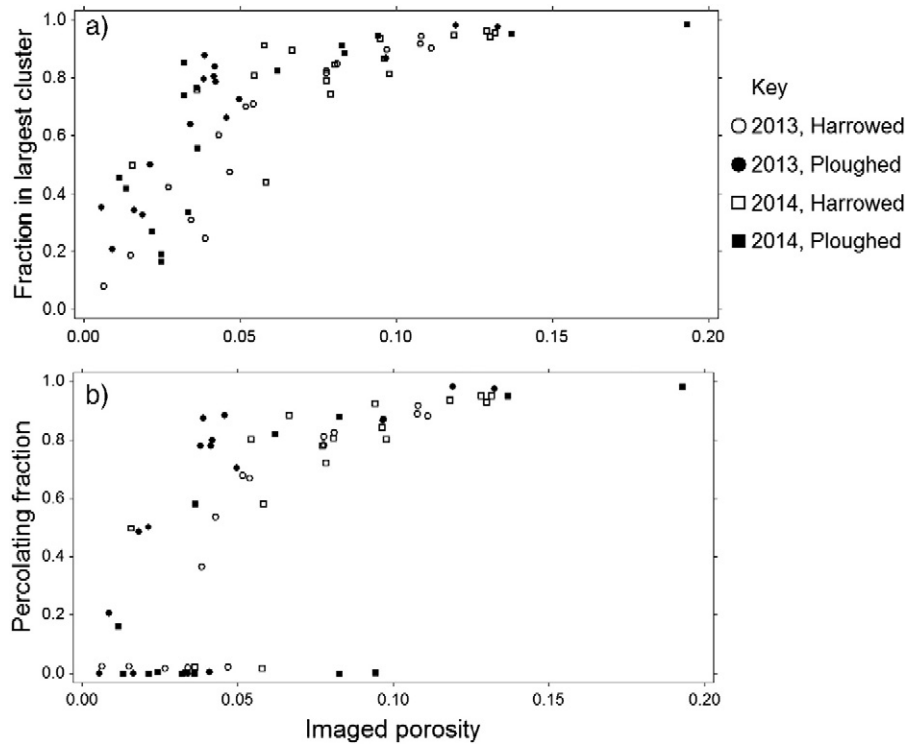 a)
Fraction in largest cluster
1.0
0.8
0.6
0.4
0.2
0.0
0.00 0.05 0.10 0.15 0.20
Key
2013, Harrowed
2013, Ploughed
2014, Harrowed
2014, Ploughed
b)
Percolating fraction
1.0
0.8
0.6
0.4
0.2
0.0
0.00 0.05 0.10 0.15 0.20
Imaged porosity